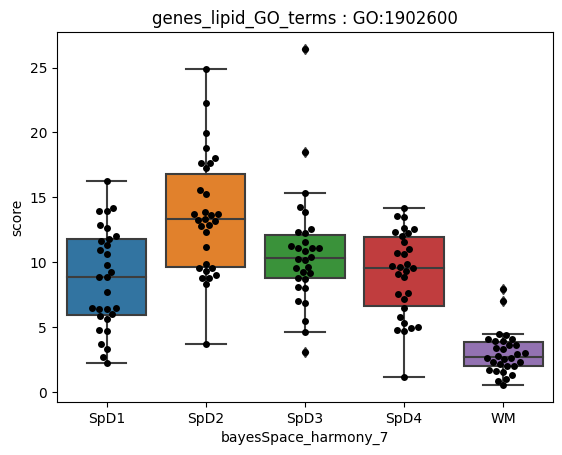 genes_lipid_GO_terms : GO:1902600
score
25
20
15
10
5
0
SpD1 SpD2 SpD3 SpD4 WM
bayesSpace_harmony_7